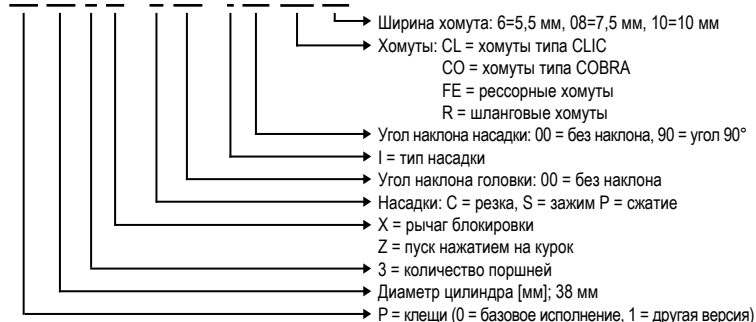 Ширина хомута: 6=5,5 мм, 08=7,5 мм, 10=10 мм
Хомуты: CL = хомуты типа CLIC
CO = хомуты типа COBRA
FE = рессорные хомуты
R = шланговые хомуты
Угол наклона насадки: 00 = без наклона, 90 = угол 90°
I = тип насадки
Угол наклона головки: 00 = без наклона
Насадки: C = резка, S = зажим P = сжатие
X = рычаг блокировки
Z = пуск нажатием на курок
3 = количество поршней
Диаметр цилиндра [мм]; 38 мм
P = клещи (0 = базовое исполнение, 1 = другая версия)